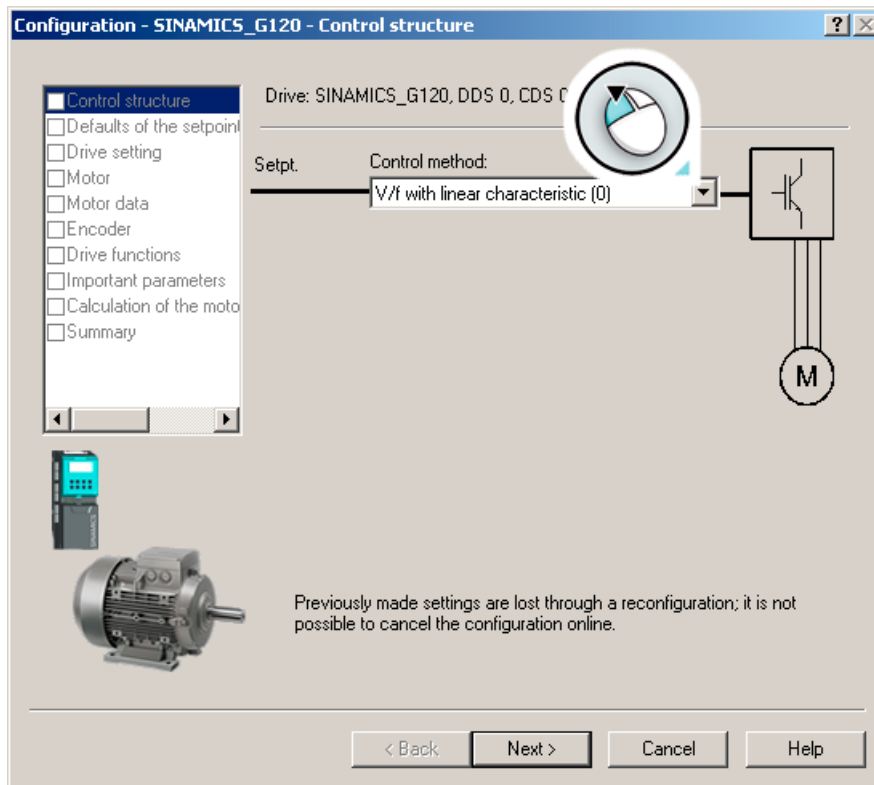 Configuration - SINAMICS_G120 - Control structure
Control structure
Defaults of the setpoint
Drive setting
Motor
Motor data
Encoder
Drive functions
Important parameters
Calculation of the moto
Summary
Drive: SINAMICS_G120, DDS 0, CDS 0
Setpt.
Control method:
V/f with linear characteristic (0)
M
SINAMICS
Previously made settings are lost through a reconfiguration; it is not
possible to cancel the configuration online.
< Back
Next >
Cancel
Help